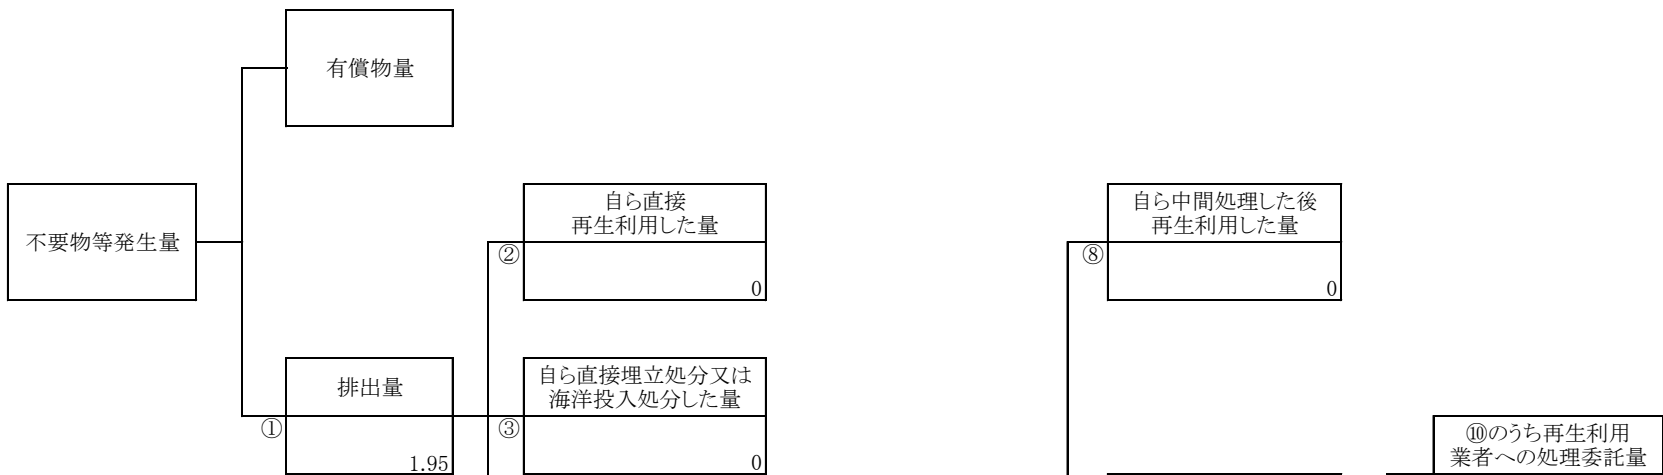 有償物量
不要物等発生量
自ら直接
再生利用した量
②
0
自ら中間処理した後
再生利用した量
⑧
0
排出量
①
1.95
自ら直接埋立処分又は
海洋投入処分した量
③
0
⑩のうち再生利用
業者への処理委託量